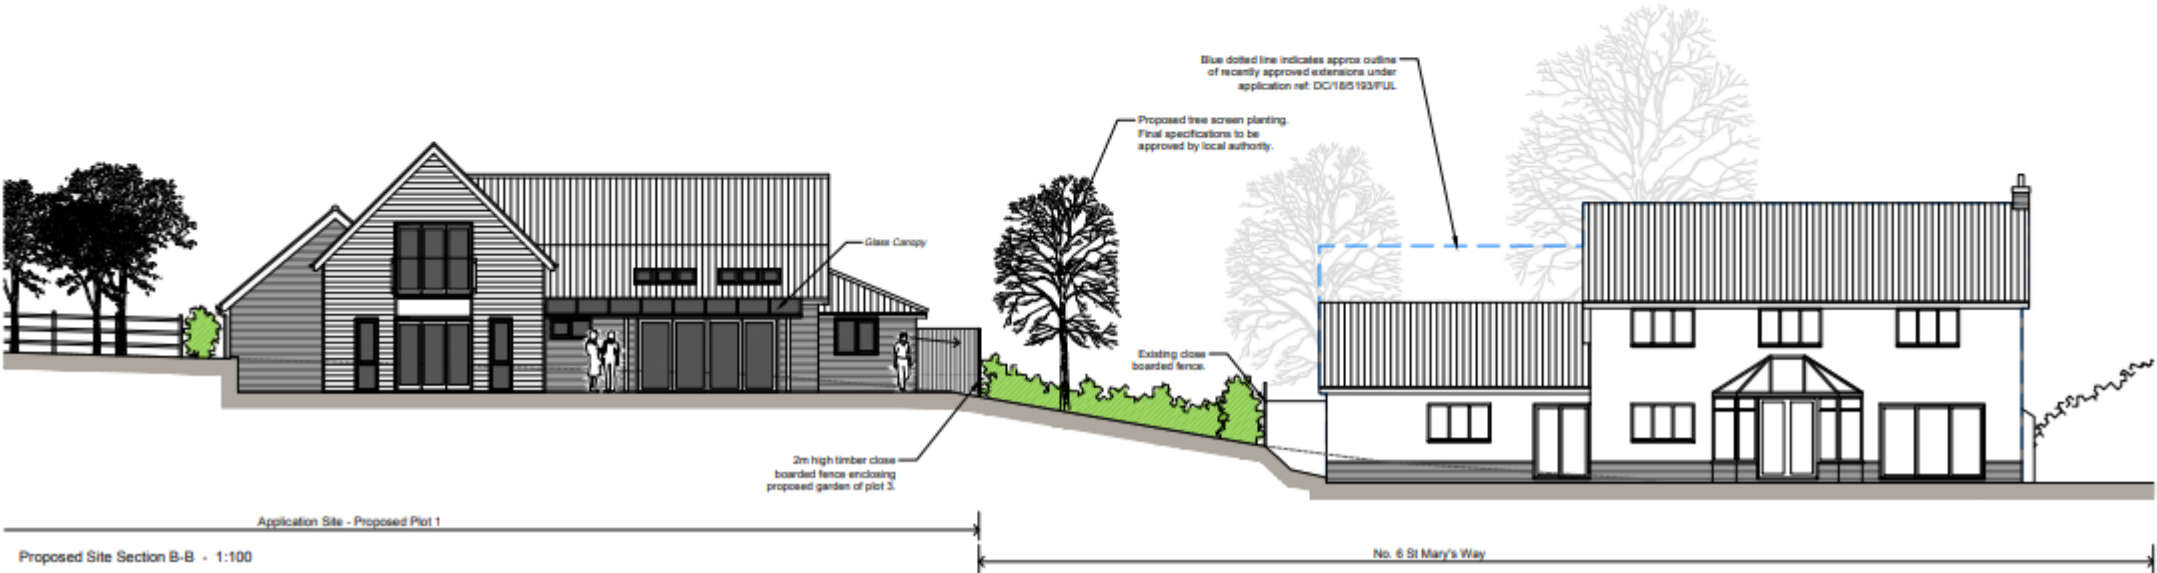 Blue dotted line indicates approx outline
of recently approved extensions under
application ref: DC/18/5193/FUL
Proposed tree screen planting.
Final specifications to be
approved by local authority.
Glass Canopy
Existing close
boarded fence.
2m high timber close
boarded fence enclosing
proposed garden of plot 3.
Application Site - Proposed Plot 1
Proposed Site Section B-B - 1:100
No. 6 St Mary's Way